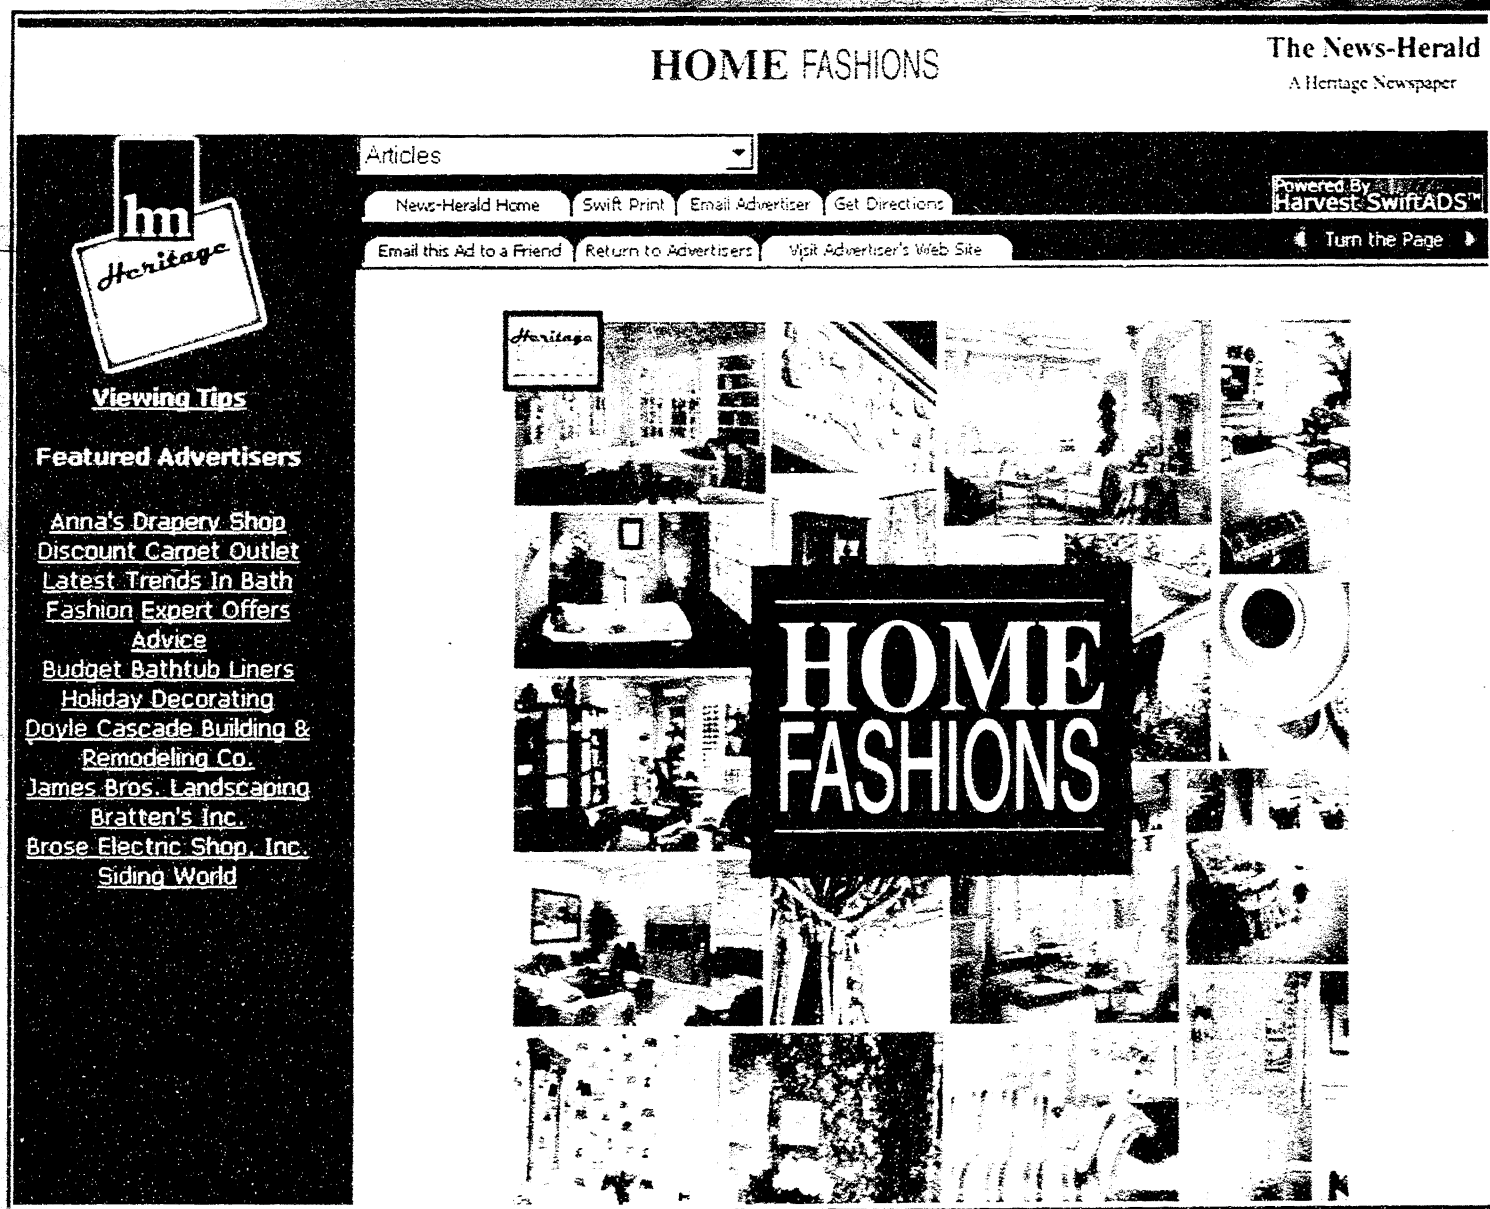 HOME FASHIONS
The News-Herald
A Heritage Newspaper
Articles
Powered By
Harvest SwiftADS™
News-Herald Home
Swift Print
Email Advertiser
Get Directions
Email this Ad to a Friend
Return to Advertisers
Visit Advertiser's Web Site
Turn the Page
hm
Heritage
Viewing Tips
Featured Advertisers
Anna's Drapery Shop
Discount Carpet Outlet
Latest Trends In Bath
Fashion Expert Offers
Advice
Budget Bathtub Liners
Holiday Decorating
Doyle Cascade Building &
Remodeling Co.
James Bros. Landscaping
Bratten's Inc.
Brose Electric Shop, Inc.
Siding World
Heritage
HOME
FASHIONS